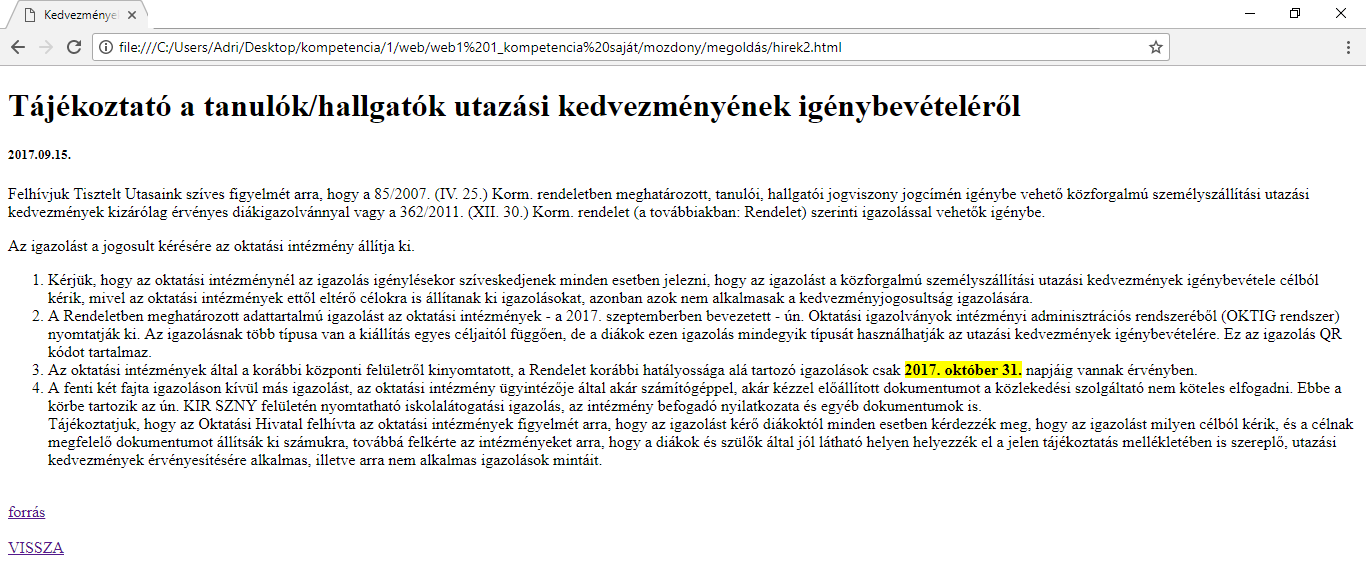 Kedvezménye
file:///C:/Users/Adri/Desktop/kompetencia/1/web/web1%201_kompetencia%20saját/mozdony/megoldás/hirek2.html
Tájékoztató a tanulók/hallgatók utazási kedvezményének igénybevételéről
2017.09.15.
Felhívjuk Tisztelt Utasaink szíves figyelmét arra, hogy a 85/2007. (IV. 25.) Korm. rendeletben meghatározott, tanulói, hallgatói jogviszony jogcímén igénybe vehető közforgalmú személyszállítási utazási
kedvezmények kizárólag érvényes diákigazolvánnyal vagy a 362/2011. (XII. 30.) Korm. rendelet (a továbbiakban: Rendelet) szerinti igazolással vehetők igénybe.
Az igazolást a jogosult kérésére az oktatási intézmény állítja ki.
1. Kérjük, hogy az oktatási intézménynél az igazolás igénylésekor szíveskedjenek minden esetben jelezni, hogy az igazolást a közforgalmú személyszállítási utazási kedvezmények igénybevétele célból
kérik, mivel az oktatási intézmények ettől eltérő célokra is állítanak ki igazolásokat, azonban azok nem alkalmasak a kedvezményjogosultság igazolására.
2. A Rendeletben meghatározott adattartalmú igazolást az oktatási intézmények - a 2017. szeptemberben bevezetett - ún. Oktatási igazolványok intézményi adminisztrációs rendszeréből (OKTIG rendszer)
nyomtatják ki. Az igazolásnak több típusa van a kiállítás egyes céljaitól függően, de a diákok ezen igazolás mindegyik típusát használhatják az utazási kedvezmények igénybevételére. Ez az igazolás QR
kódot tartalmaz.
3. Az oktatási intézmények által a korábbi központi felületről kinyomtatott, a Rendelet korábbi hatályossága alá tartozó igazolások csak 2017. október 31. napjáig vannak érvényben.
4. A fenti két fajta igazoláson kívül más igazolást, az oktatási intézmény ügyintézője által akár számítógéppel, akár kézzel előállított dokumentumot a közlekedési szolgáltató nem köteles elfogadni. Ebbe a
körbe tartozik az ún. KIR SZNY felületén nyomtatható iskolalátogatási igazolás, az intézmény befogadó nyilatkozata és egyéb dokumentumok is.
Tájékoztatjuk, hogy az Oktatási Hivatal felhívta az oktatási intézmények figyelmét arra, hogy az igazolást kérő diákoktól minden esetben kérdezzék meg, hogy az igazolást milyen célból kérik, és a célnak
megfelelő dokumentumot állítsák ki számukra, továbbá felkérte az intézményeket arra, hogy a diákok és szülők által jól látható helyen helyezzék el a jelen tájékoztatás mellékletében is szereplő, utazási
kedvezmények érvényesítésére alkalmas, illetve arra nem alkalmas igazolások mintáit.
forrás
VISSZA